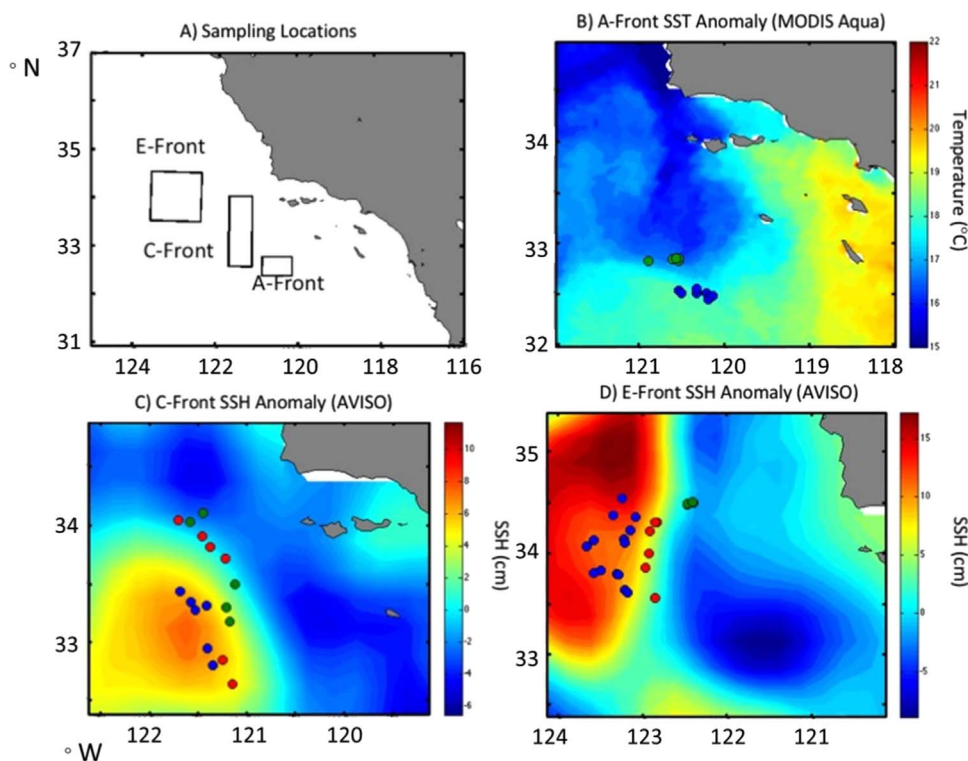 A) Sampling Locations
° N
37
35
33
31
E-Front
C-Front
A-Front
124 122 120 118 116
B) A-Front SST Anomaly (MODIS Aqua)
34
33
32
121 120 119 118
22
21
20
19
18
17
16
15
Temperature (°C)
C) C-Front SSH Anomaly (AVISO)
34
33
122 121 120
° W
10
8
6
4
2
0
-2
-4
-6
SSH (cm)
D) E-Front SSH Anomaly (AVISO)
35
34
33
124 123 122 121
15
10
5
0
-5
SSH (cm)